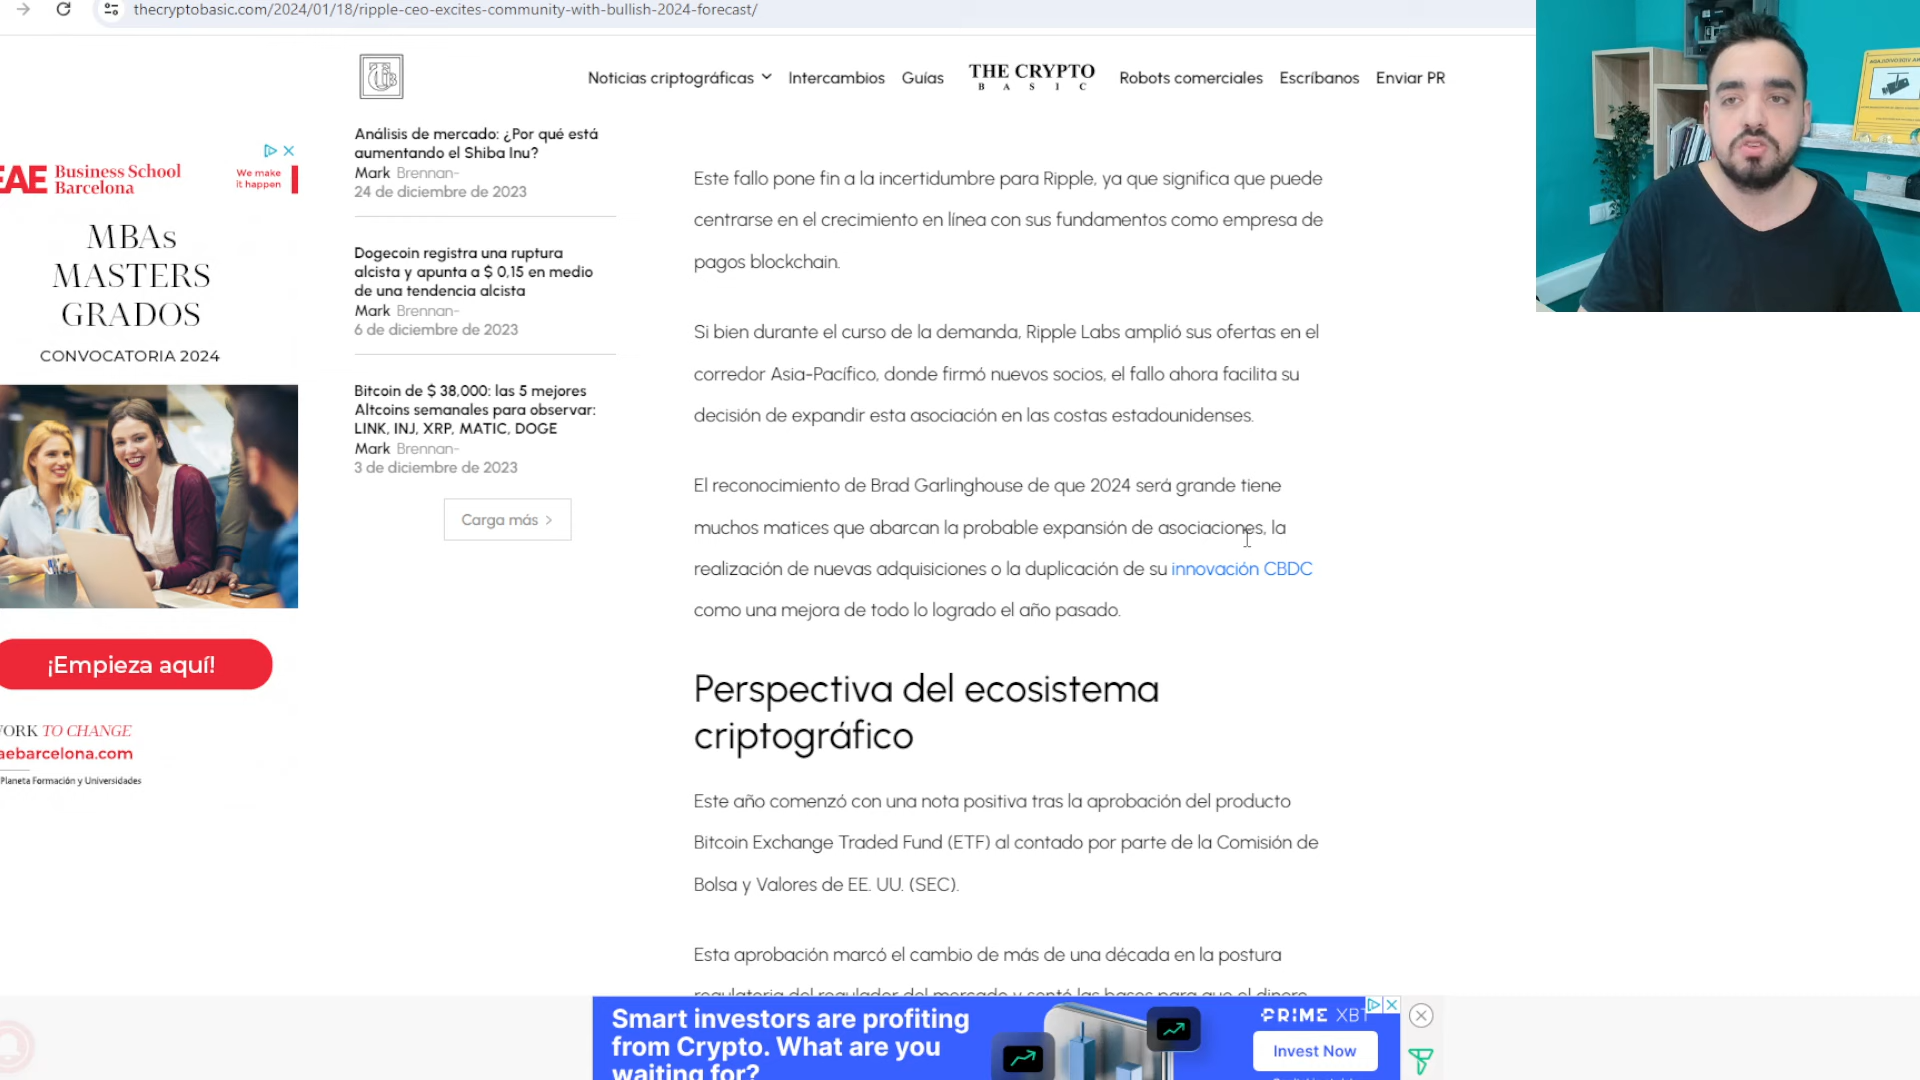 thecryptobasic.com/2024/01/18/ripple-ceo-excites-community-with-bullish-2024-forecast/
Noticias criptográficas
Intercambios
Guías
THE CRYPTO
BASIC
Robots comerciales
Escríbanos
Enviar PR
EAE Business School
Barcelona
We make
it happen
MBAs
MASTERS
GRADOS
CONVOCATORIA 2024
¡Empieza aquí!
WORK TO CHANGE
aebarcelona.com
Planeta Formación y Universidades
Análisis de mercado: ¿Por qué está
aumentando el Shiba Inu?
Mark Brennan-
24 de diciembre de 2023
Dogecoin registra una ruptura
alcista y apunta a $ 0,15 en medio
de una tendencia alcista
Mark Brennan-
6 de diciembre de 2023
Bitcoin de $ 38,000: las 5 mejores
Altcoins semanales para observar:
LINK, INJ, XRP, MATIC, DOGE
Mark Brennan-
3 de diciembre de 2023
Carga más >
Este fallo pone fin a la incertidumbre para Ripple, ya que significa que puede
centrarse en el crecimiento en línea con sus fundamentos como empresa de
pagos blockchain.
Si bien durante el curso de la demanda, Ripple Labs amplió sus ofertas en el
corredor Asia-Pacífico, donde firmó nuevos socios, el fallo ahora facilita su
decisión de expandir esta asociación en las costas estadounidenses.
El reconocimiento de Brad Garlinghouse de que 2024 será grande tiene
muchos matices que abarcan la probable expansión de asociaciones, la
realización de nuevas adquisiciones o la duplicación de su innovación CBDC
como una mejora de todo lo logrado el año pasado.
Perspectiva del ecosistema
criptográfico
Este año comenzó con una nota positiva tras la aprobación del producto
Bitcoin Exchange Traded Fund (ETF) al contado por parte de la Comisión de
Bolsa y Valores de EE. UU. (SEC).
Esta aprobación marcó el cambio de más de una década en la postura
regulatoria del regulador del mercado y sentó las bases para que el dinero
Smart investors are profiting
from Crypto. What are you
waiting for?
PRIME XBT
Invest Now